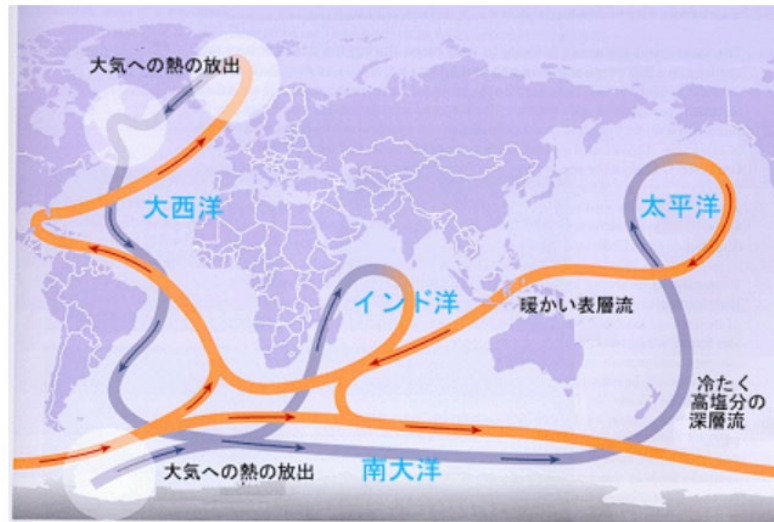 大気への熱の放出
大西洋
太平洋
インド洋
暖かい表層流
冷たく
高塩分の
深層流
大気への熱の放出
南大洋